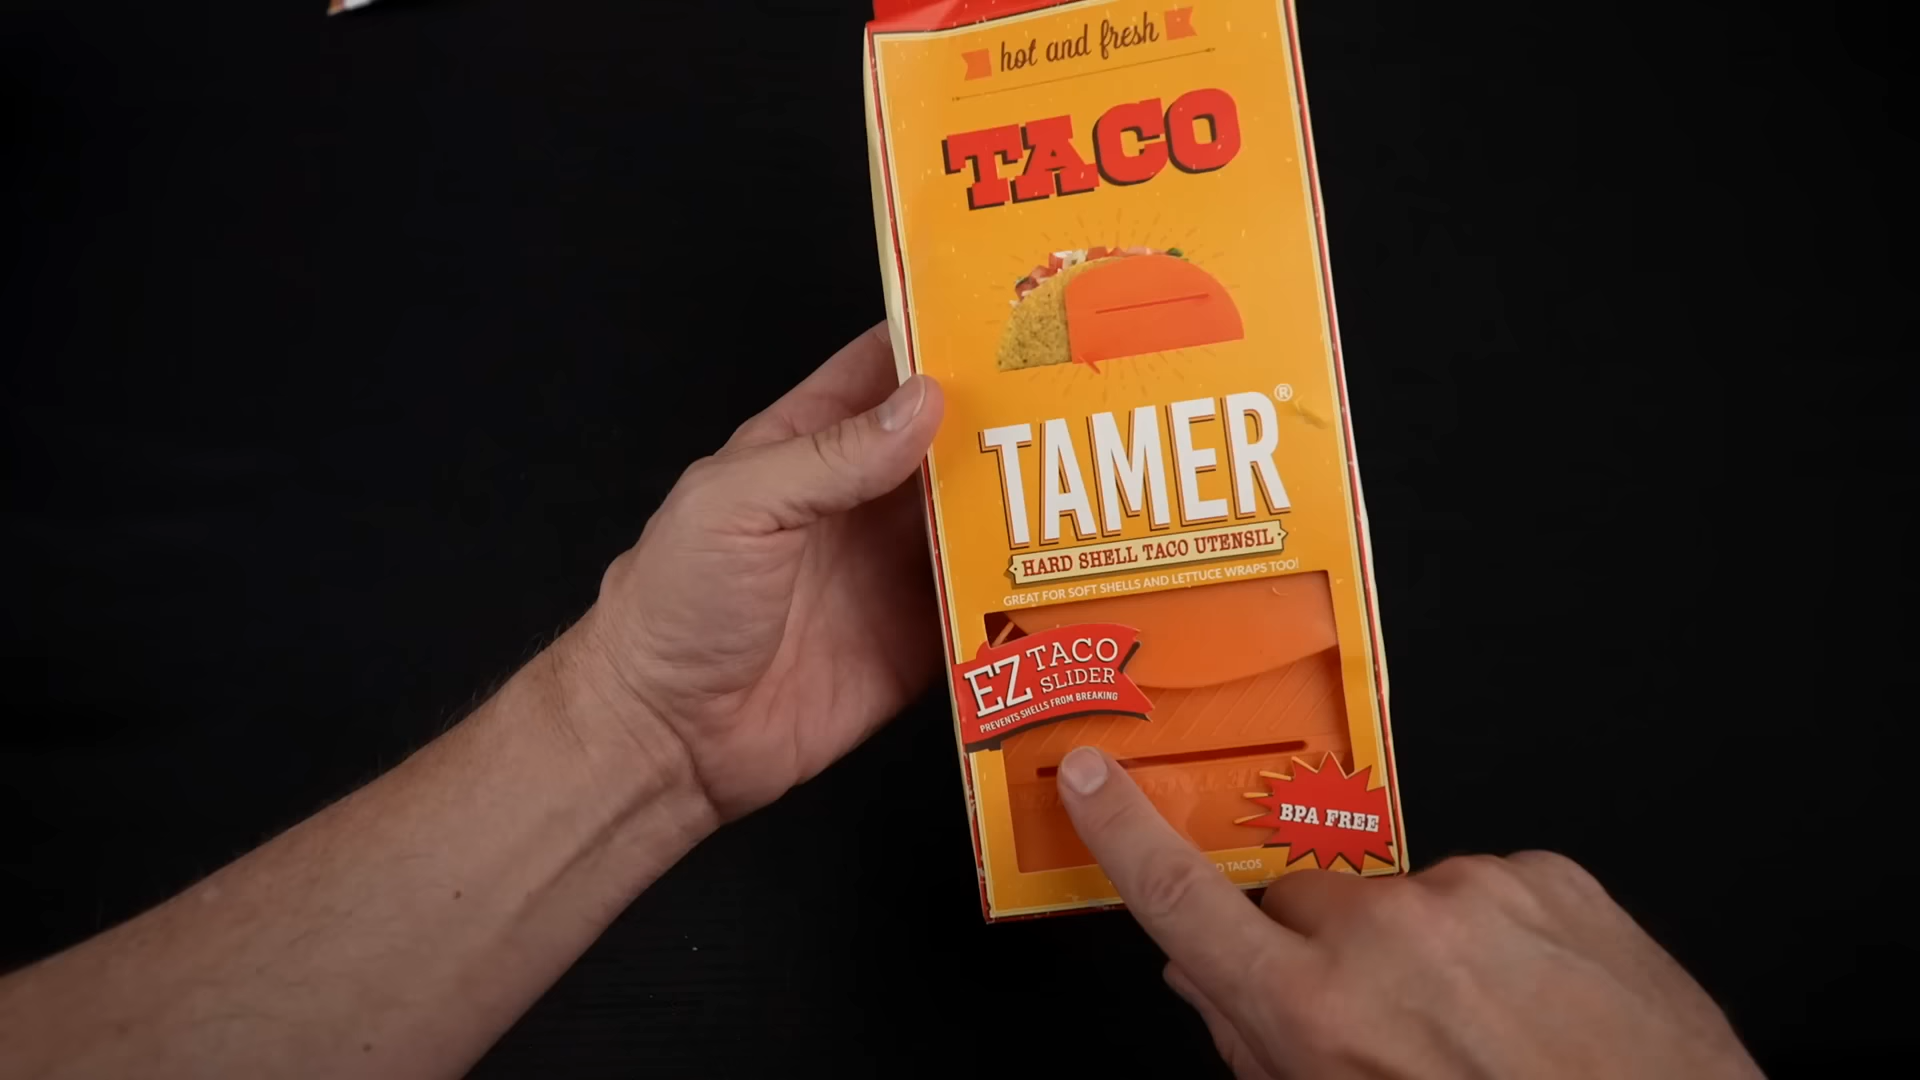 hot and fresh
TACO
TAMER®
HARD SHELL TACO UTENSIL
GREAT FOR SOFT SHELLS AND LETTUCE WRAPS TOO!
EZ TACO
SLIDER
PREVENTS SHELLS FROM BREAKING
BPA FREE
TACOS